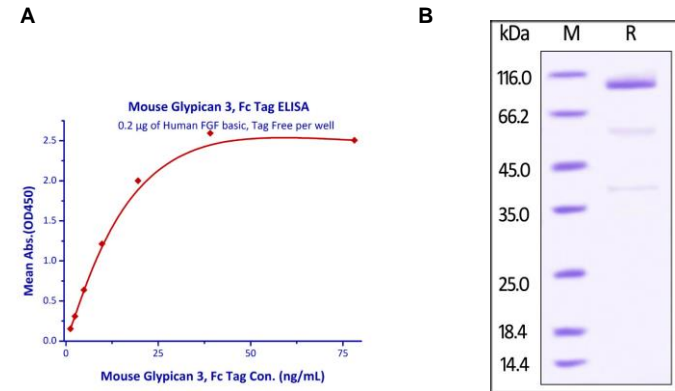 A
Mouse Glypican 3, Fc Tag ELISA
0.2 µg of Human FGF basic, Tag Free per well
Mean Abs.(OD450)
2.5
2.0
1.5
1.0
0.5
0.0
0 25 50 75
Mouse Glypican 3, Fc Tag Con. (ng/mL)
B
kDa M R
116.0
66.2
45.0
35.0
25.0
18.4
14.4